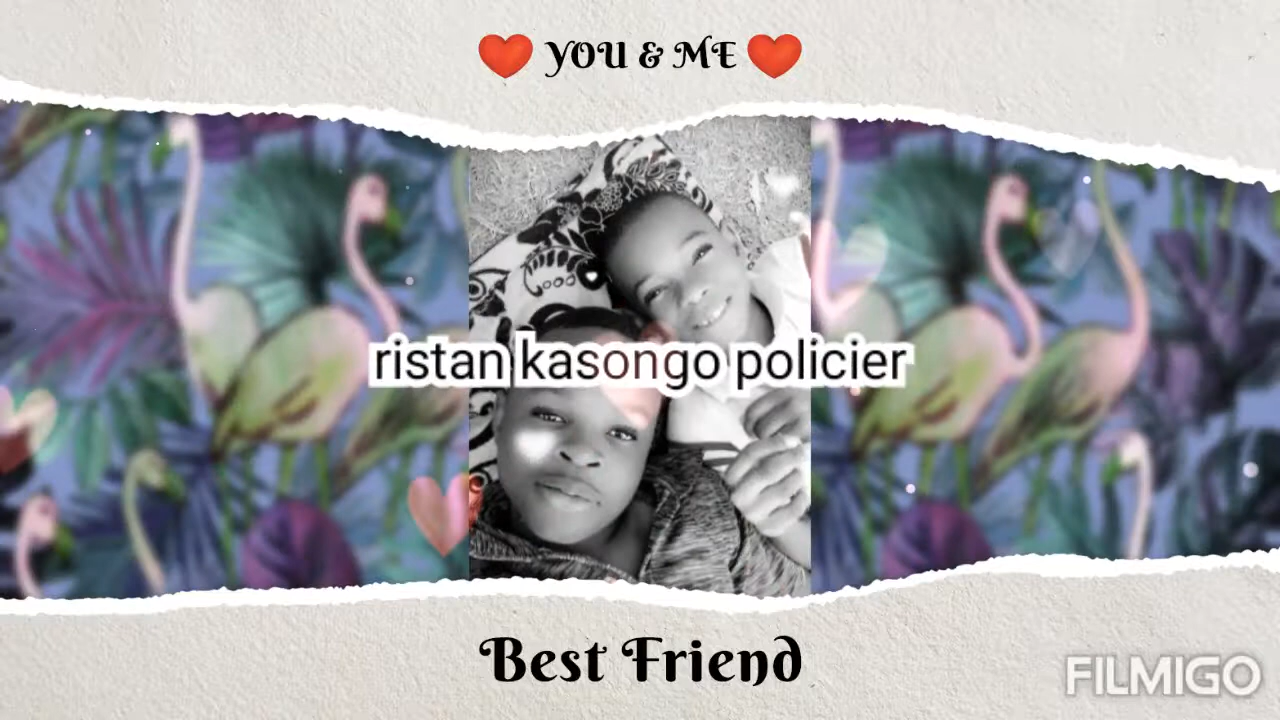 ❤️ YOU & ME ❤️
ristan kasongo policier
Best Friend
FILMIGO